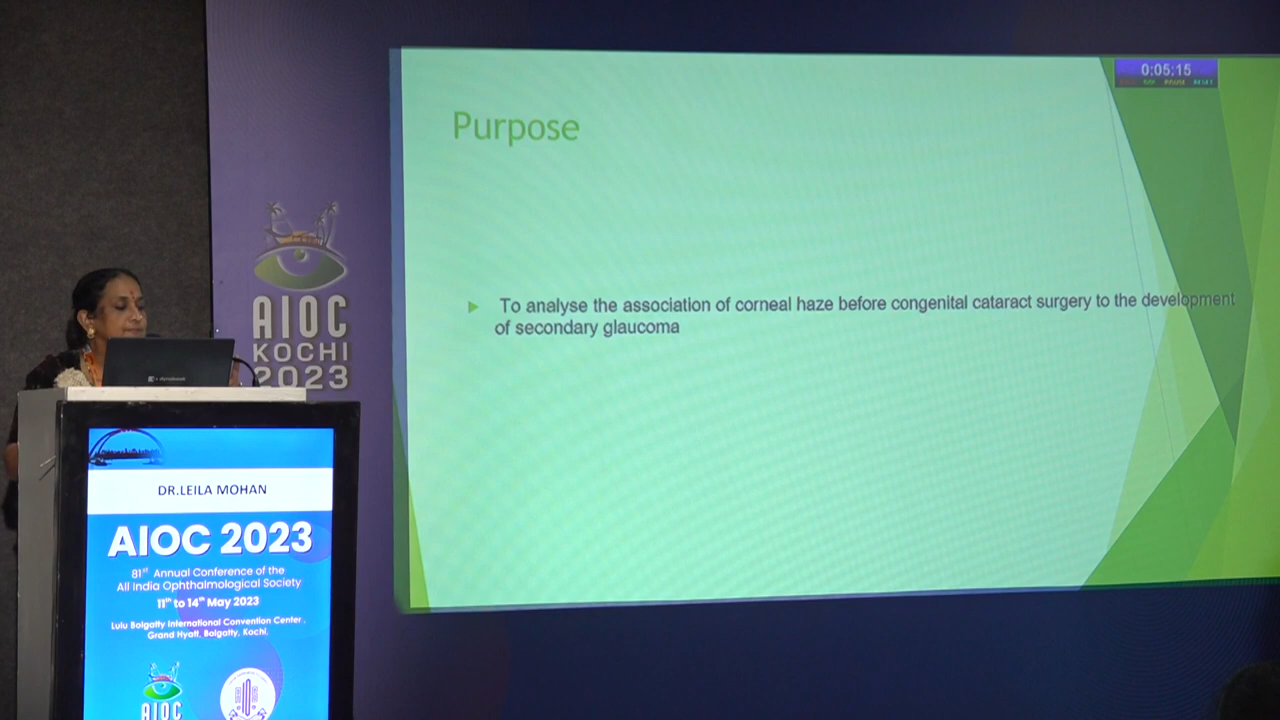 0:05:15
Purpose
To analyse the association of corneal haze before congenital cataract surgery to the development
of secondary glaucoma
AIOC
KOCHI
2023
DR.LEILA MOHAN
AIOC 2023
81st Annual Conference of the
All India Ophthalmological Society
11th to 14th May 2023
Lulu Bolgatty International Convention Center ,
Grand Hyatt, Bolgatty, Kochi.
AIOC